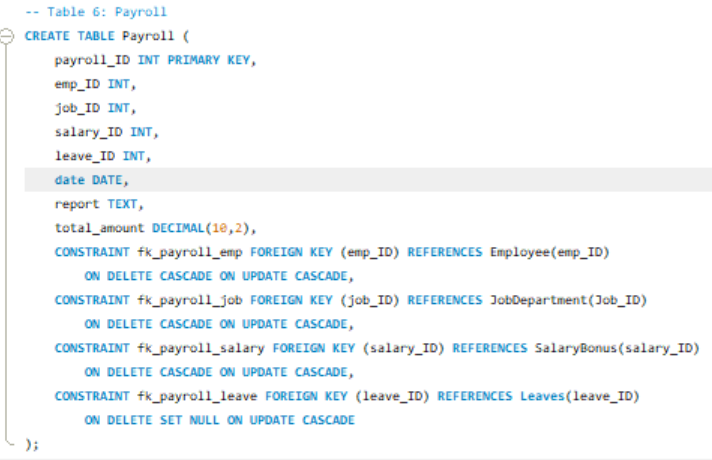 -- Table 6: Payroll
CREATE TABLE Payroll (
payroll_ID INT PRIMARY KEY,
emp_ID INT,
job_ID INT,
salary_ID INT,
leave_ID INT,
date DATE,
report TEXT,
total_amount DECIMAL(10,2),
CONSTRAINT fk_payroll_emp FOREIGN KEY (emp_ID) REFERENCES Employee(emp_ID)
ON DELETE CASCADE ON UPDATE CASCADE,
CONSTRAINT fk_payroll_job FOREIGN KEY (job_ID) REFERENCES JobDepartment(Job_ID)
ON DELETE CASCADE ON UPDATE CASCADE,
CONSTRAINT fk_payroll_salary FOREIGN KEY (salary_ID) REFERENCES SalaryBonus(salary_ID)
ON DELETE CASCADE ON UPDATE CASCADE,
CONSTRAINT fk_payroll_leave FOREIGN KEY (leave_ID) REFERENCES Leaves(leave_ID)
ON DELETE SET NULL ON UPDATE CASCADE
);